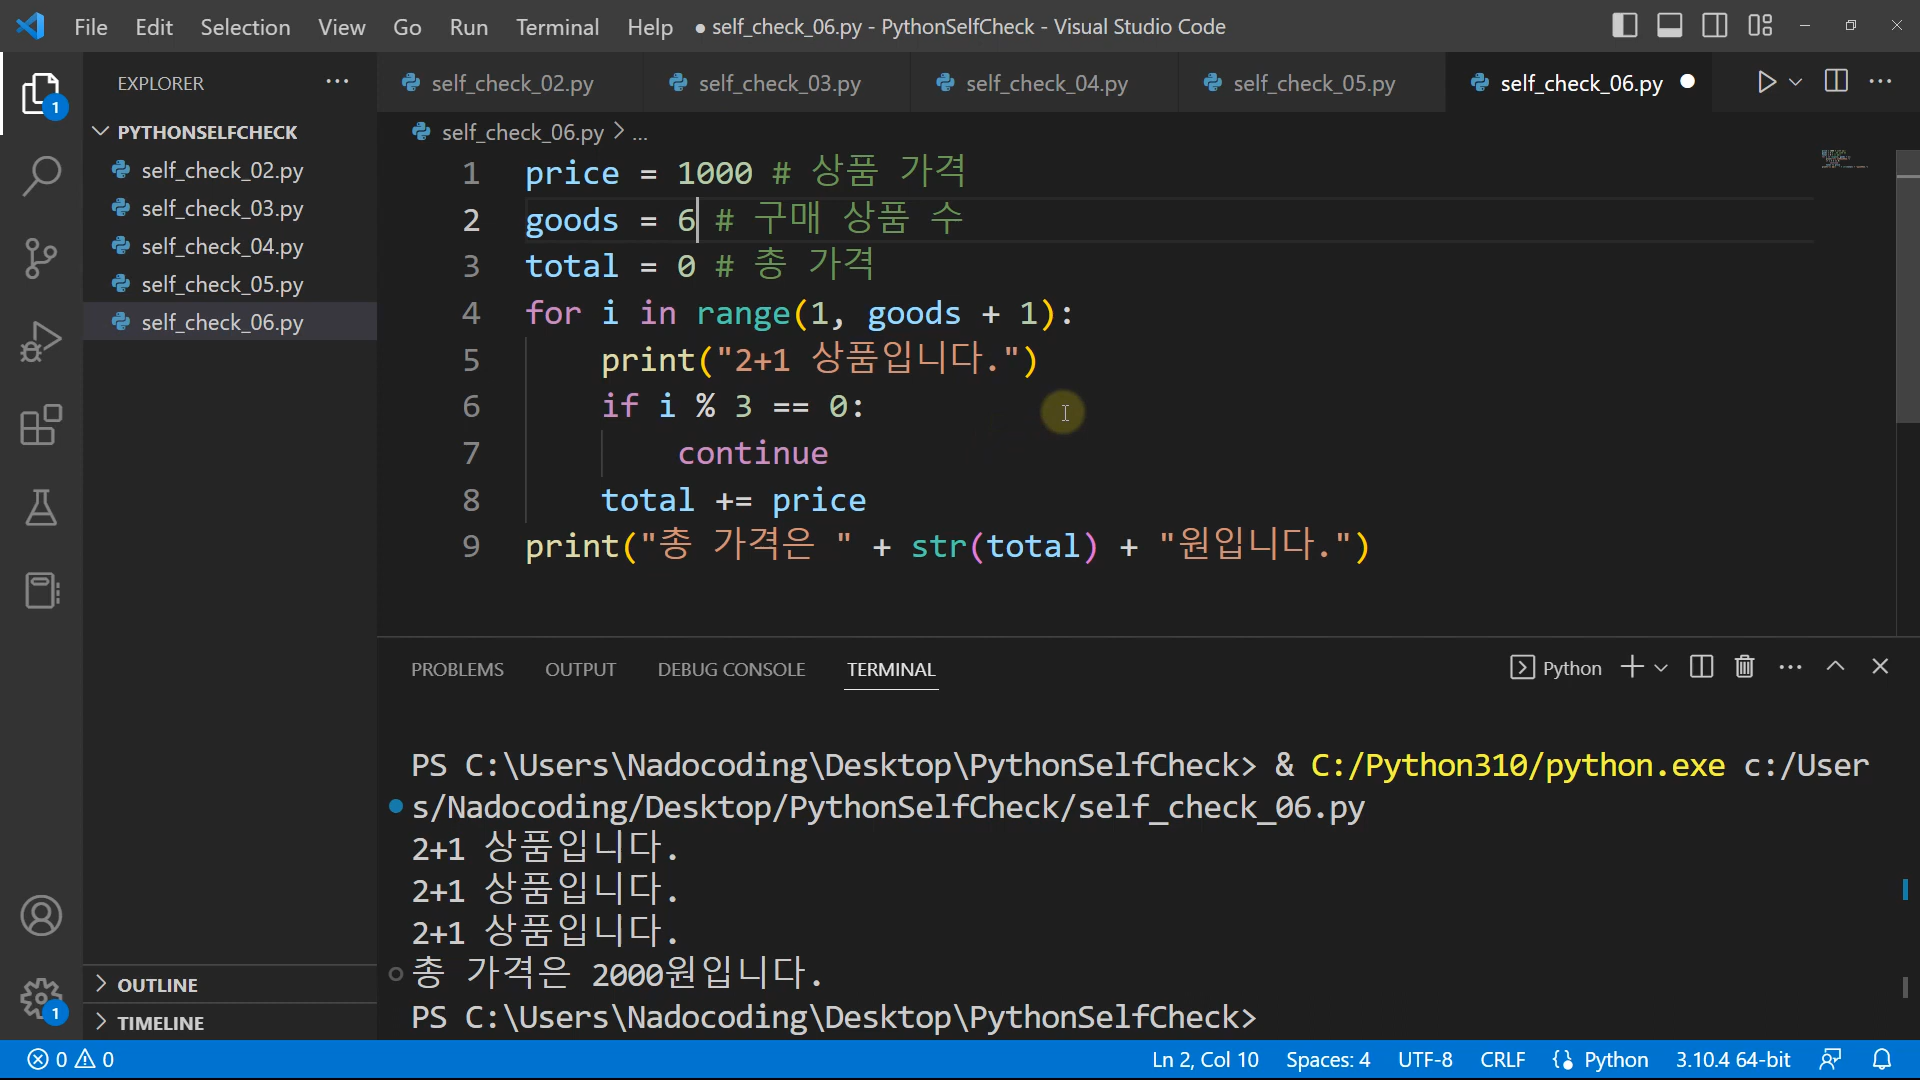 File Edit Selection View Go Run Terminal Help ● self_check_06.py - PythonSelfCheck - Visual Studio Code
1 EXPLORER ...
self_check_02.py self_check_03.py self_check_04.py self_check_05.py self_check_06.py
PYTHONSELFCHECK
self_check_02.py
self_check_03.py
self_check_04.py
self_check_05.py
self_check_06.py
self_check_06.py > ...
1 price = 1000 # 상품 가격
2 goods = 6 # 구매 상품 수
3 total = 0 # 총 가격
4 for i in range(1, goods + 1):
5 print("2+1 상품입니다.")
6 if i % 3 == 0:
7 continue
8 total += price
9 print("총 가격은 " + str(total) + "원입니다.")
PROBLEMS OUTPUT DEBUG CONSOLE TERMINAL Python
PS C:\Users\Nadocoding\Desktop\PythonSelfCheck> & C:/Python310/python.exe c:/User
s/Nadocoding/Desktop/PythonSelfCheck/self_check_06.py
2+1 상품입니다.
2+1 상품입니다.
2+1 상품입니다.
총 가격은 2000원입니다.
PS C:\Users\Nadocoding\Desktop\PythonSelfCheck>
OUTLINE
1 TIMELINE
0 0 Ln 2, Col 10 Spaces: 4 UTF-8 CRLF Python 3.10.4 64-bit